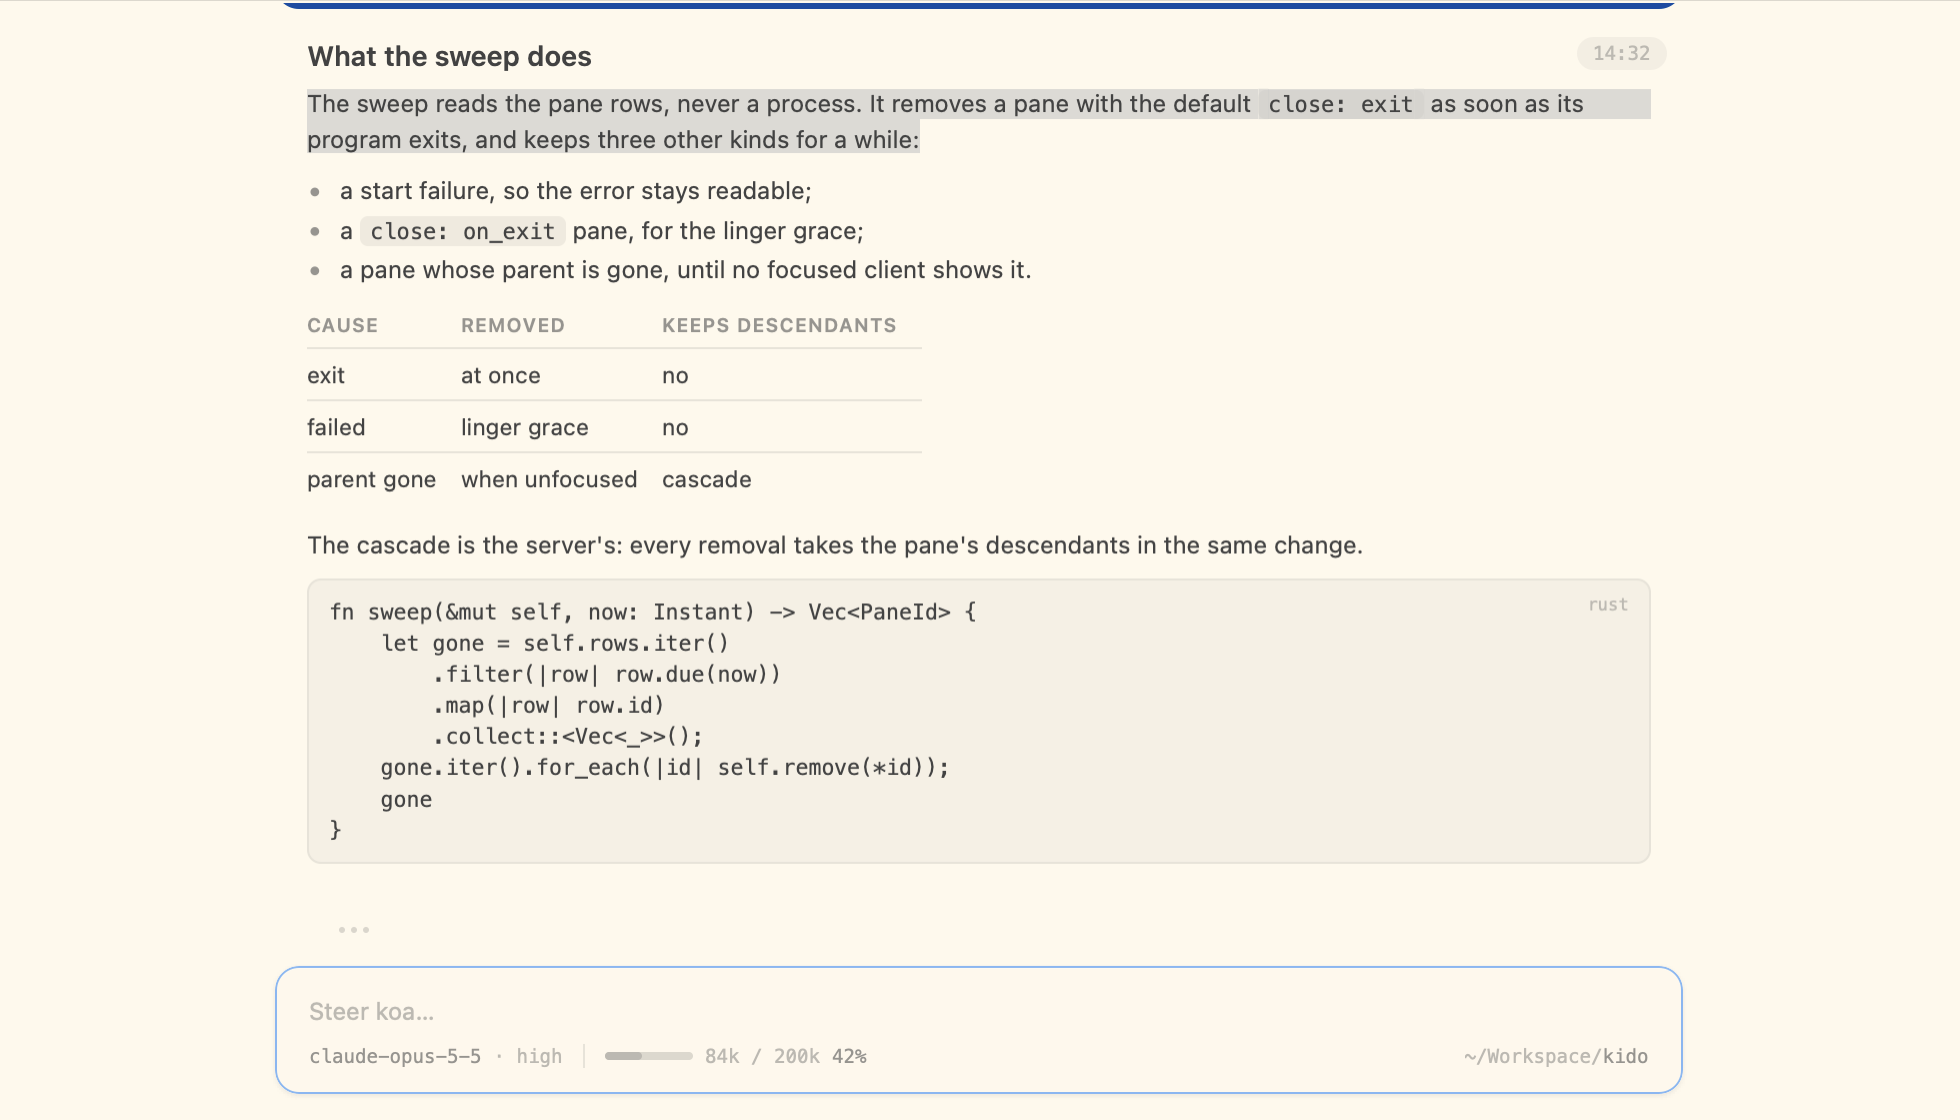 What the sweep does
14:32
The sweep reads the pane rows, never a process. It removes a pane with the default close: exit as soon as its
program exits, and keeps three other kinds for a while:
• a start failure, so the error stays readable;
• a close: on_exit pane, for the linger grace;
• a pane whose parent is gone, until no focused client shows it.
CAUSE REMOVED KEEPS DESCENDANTS
exit at once no
failed linger grace no
parent gone when unfocused cascade
The cascade is the server's: every removal takes the pane's descendants in the same change.
rust
fn sweep(&mut self, now: Instant) -> Vec<PaneId> {
    let gone = self.rows.iter()
        .filter(|row| row.due(now))
        .map(|row| row.id)
        .collect::<Vec<_>>();
    gone.iter().for_each(|id| self.remove(*id));
    gone
}
Steer koa...
claude-opus-5-5 · high 84k / 200k 42% ~/Workspace/kido